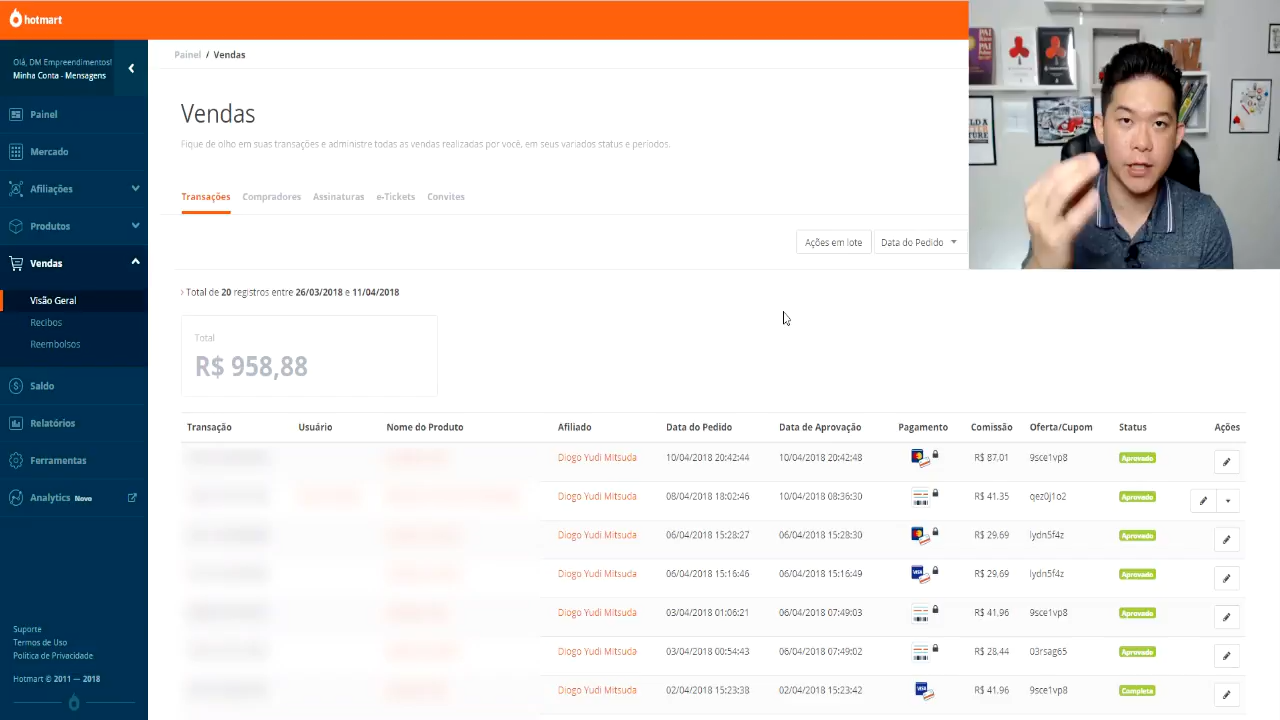 hotmart
Olá, DM Empreendimentos!
Minha Conta - Mensagens
Painel
Mercado
Afiliações
Produtos
Vendas
Visão Geral
Recibos
Reembolsos
Saldo
Relatórios
Ferramentas
Analytics Novo
Suporte
Termos de Uso
Política de Privacidade
Hotmart © 2011 — 2018
Painel / Vendas
Vendas
Fique de olho em suas transações e administre todas as vendas realizadas por você, em seus variados status e períodos.
Transações Compradores Assinaturas e-Tickets Convites
Ações em lote Data do Pedido
› Total de 20 registros entre 26/03/2018 e 11/04/2018
Total
R$ 958,88
Transação Usuário Nome do Produto Afiliado Data do Pedido Data de Aprovação Pagamento Comissão Oferta/Cupom Status Ações
Diogo Yudi Mitsuda 10/04/2018 20:42:44 10/04/2018 20:42:48 R$ 87,01 9sce1vp8 Aprovado
Diogo Yudi Mitsuda 08/04/2018 18:02:46 10/04/2018 08:36:30 R$ 41,35 qez0j1o2 Aprovado
Diogo Yudi Mitsuda 06/04/2018 15:28:27 06/04/2018 15:28:30 R$ 29,69 lydn5f4z Aprovado
Diogo Yudi Mitsuda 06/04/2018 15:16:46 06/04/2018 15:16:49 VISA R$ 29,69 lydn5f4z Aprovado
Diogo Yudi Mitsuda 03/04/2018 01:06:21 06/04/2018 07:49:03 R$ 41,96 9sce1vp8 Aprovado
Diogo Yudi Mitsuda 03/04/2018 00:54:43 06/04/2018 07:49:02 R$ 28,44 03rsag65 Aprovado
Diogo Yudi Mitsuda 02/04/2018 15:23:38 02/04/2018 15:23:42 VISA R$ 41,96 9sce1vp8 Completa